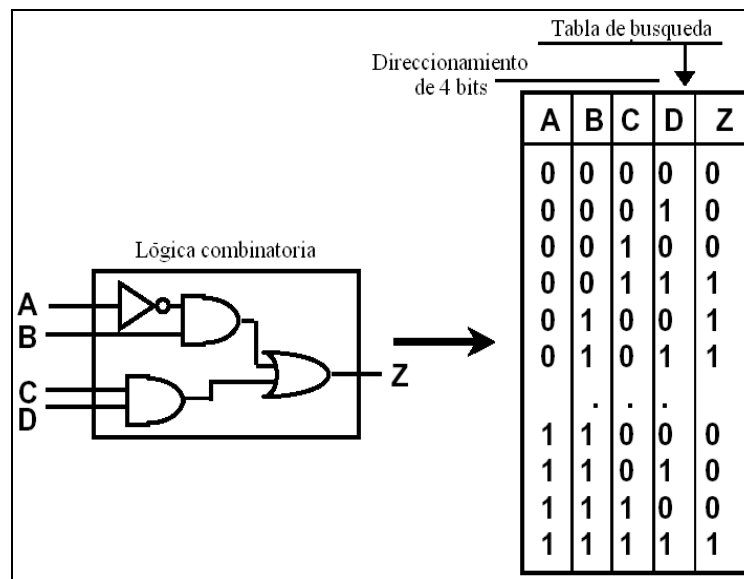 Tabla de busqueda
Direccionamiento
de 4 bits
A B C D Z
0 0 0 0 0
0 0 0 1 0
0 0 1 0 0
0 0 1 1 1
0 1 0 0 1
0 1 0 1 1
. . .
1 1 0 0 0
1 1 0 1 0
1 1 1 0 0
1 1 1 1 1
Lōgica combinatoria
A
B
C
D
Z